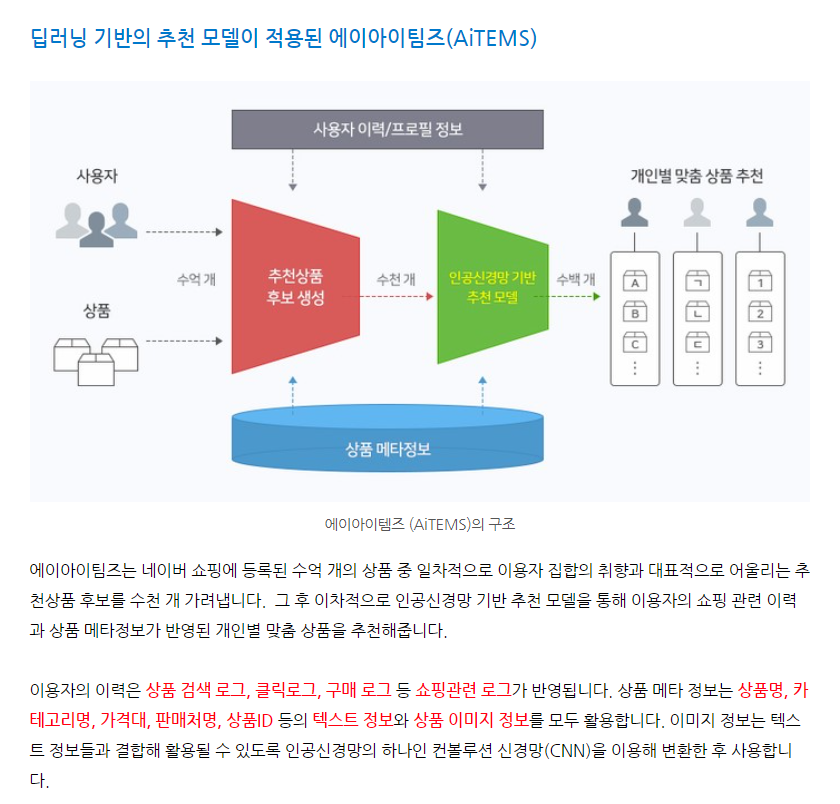 딥러닝 기반의 추천 모델이 적용된 에이아이팀즈(AiTEMS)
사용자 이력/프로필 정보
사용자
개인별 맞춤 상품 추천
수억 개
추천상품
후보 생성
수천 개
인공신경망 기반
추천 모델
수백 개
상품
A ㄱ 1
B ㄴ 2
C ㄷ 3
상품 메타정보
에이아이템즈 (AiTEMS)의 구조
에이아이팀즈는 네이버 쇼핑에 등록된 수억 개의 상품 중 일차적으로 이용자 집합의 취향과 대표적으로 어울리는 추
천상품 후보를 수천 개 가려냅니다. 그 후 이차적으로 인공신경망 기반 추천 모델을 통해 이용자의 쇼핑 관련 이력
과 상품 메타정보가 반영된 개인별 맞춤 상품을 추천해줍니다.
이용자의 이력은 상품 검색 로그, 클릭로그, 구매 로그 등 쇼핑관련 로그가 반영됩니다. 상품 메타 정보는 상품명, 카
테고리명, 가격대, 판매처명, 상품ID 등의 텍스트 정보와 상품 이미지 정보를 모두 활용합니다. 이미지 정보는 텍스
트 정보들과 결합해 활용될 수 있도록 인공신경망의 하나인 컨볼루션 신경망(CNN)을 이용해 변환한 후 사용합니
다.